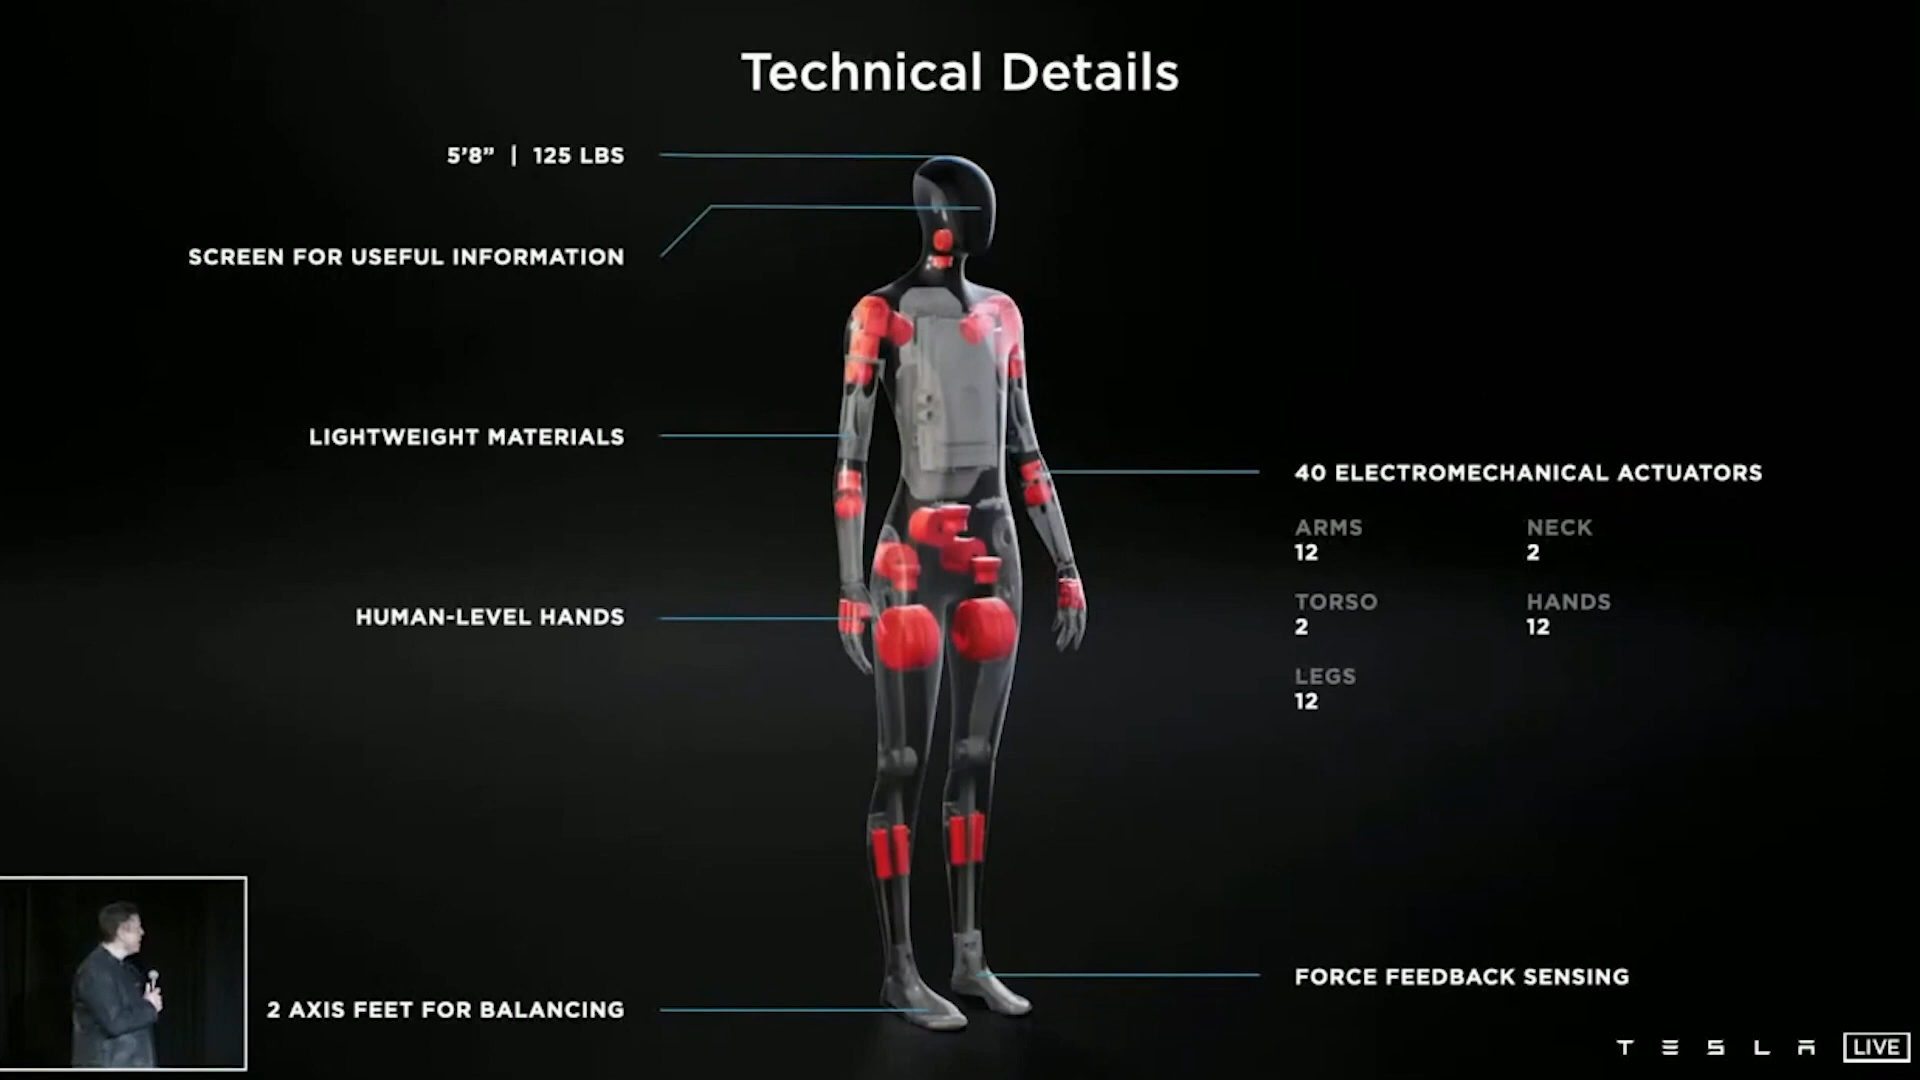 Technical Details
5’8” | 125 LBS
SCREEN FOR USEFUL INFORMATION
LIGHTWEIGHT MATERIALS
HUMAN-LEVEL HANDS
2 AXIS FEET FOR BALANCING
40 ELECTROMECHANICAL ACTUATORS
ARMS
12
NECK
2
TORSO
2
HANDS
12
LEGS
12
FORCE FEEDBACK SENSING
TESLA LIVE